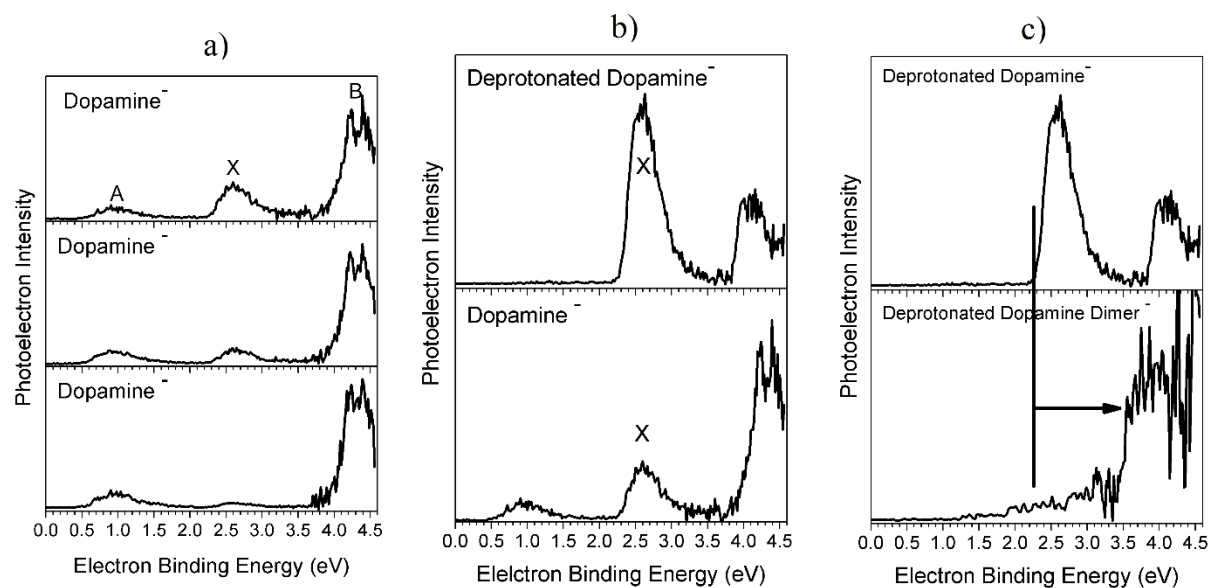 a)
Dopamine-
B
A
X
Dopamine-
Dopamine-
Photoelectron Intensity
0.0 0.5 1.0 1.5 2.0 2.5 3.0 3.5 4.0 4.5
Electron Binding Energy (eV)
b)
Deprotonated Dopamine-
X
Dopamine-
X
Photoelectron Intensity
0.0 0.5 1.0 1.5 2.0 2.5 3.0 3.5 4.0 4.5
Elelctron Binding Energy (eV)
c)
Deprotonated Dopamine-
Deprotonated Dopamine Dimer-
Photoelectron Intensity
0.0 0.5 1.0 1.5 2.0 2.5 3.0 3.5 4.0 4.5
Electron Binding Energy (eV)